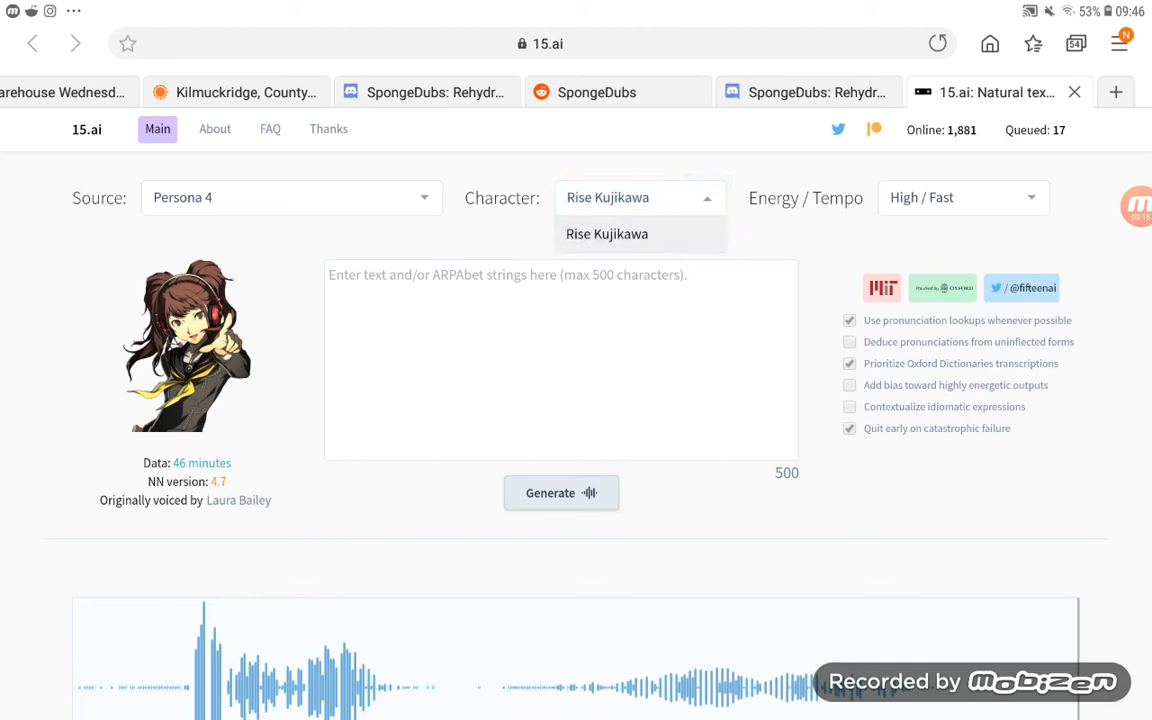 53% 09:46
15.ai
54
N
arehouse Wednesd...
Kilmuckridge, County...
SpongeDubs: Rehydr...
SpongeDubs
SpongeDubs: Rehydr...
15.ai: Natural tex...
15.ai
Main
About
FAQ
Thanks
Online: 1,881
Queued: 17
Source:
Persona 4
Character:
Rise Kujikawa
Energy / Tempo
High / Fast
Rise Kujikawa
Enter text and/or ARPAbet strings here (max 500 characters).
MIT
Powered by OXFORD
/ @fifteenai
Use pronunciation lookups whenever possible
Deduce pronunciations from uninflected forms
Prioritize Oxford Dictionaries transcriptions
Add bias toward highly energetic outputs
Contextualize idiomatic expressions
Quit early on catastrophic failure
Data: 46 minutes
NN version: 4.7
Originally voiced by Laura Bailey
500
Generate
Recorded by mobizen